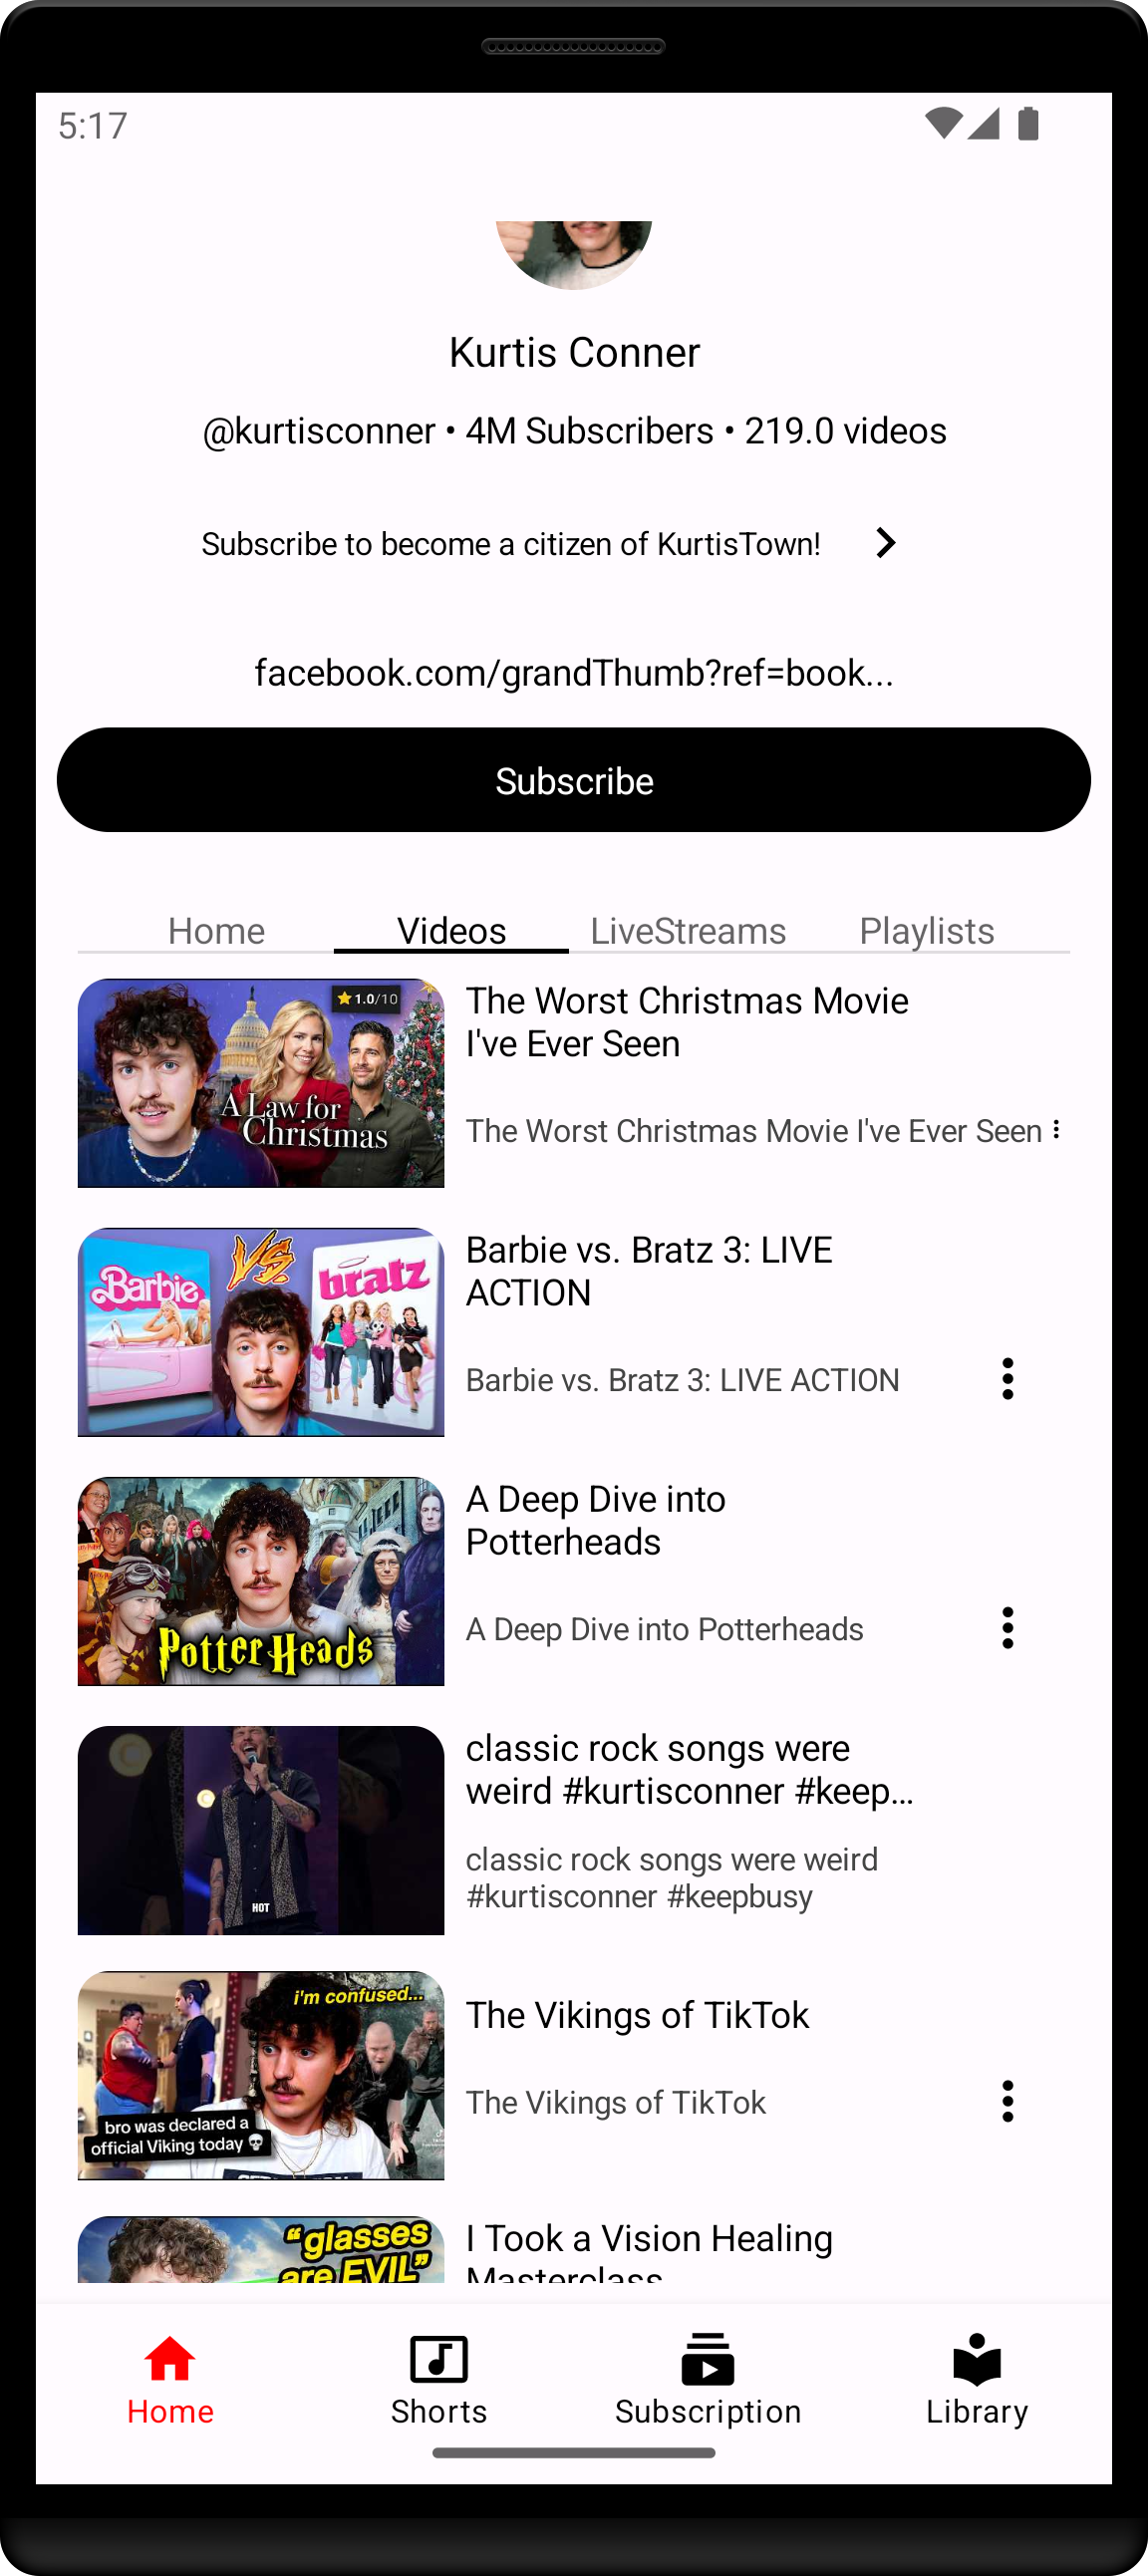 5:17
Kurtis Conner
@kurtisconner • 4M Subscribers • 219.0 videos
Subscribe to become a citizen of KurtisTown!
facebook.com/grandThumb?ref=book...
Subscribe
Home Videos LiveStreams Playlists
1.0/10
A Law for
Christmas
The Worst Christmas Movie
I've Ever Seen
The Worst Christmas Movie I've Ever Seen
Barbie
VS.
bratz
Barbie vs. Bratz 3: LIVE
ACTION
Barbie vs. Bratz 3: LIVE ACTION
PotterHeads
A Deep Dive into
Potterheads
A Deep Dive into Potterheads
HOT
classic rock songs were
weird #kurtisconner #keep…
classic rock songs were weird
#kurtisconner #keepbusy
i'm confused...
bro was declared a
official Viking today 💀
The Vikings of TikTok
The Vikings of TikTok
“glasses
are EVIL”
I Took a Vision Healing
Masterclass
Home Shorts Subscription Library